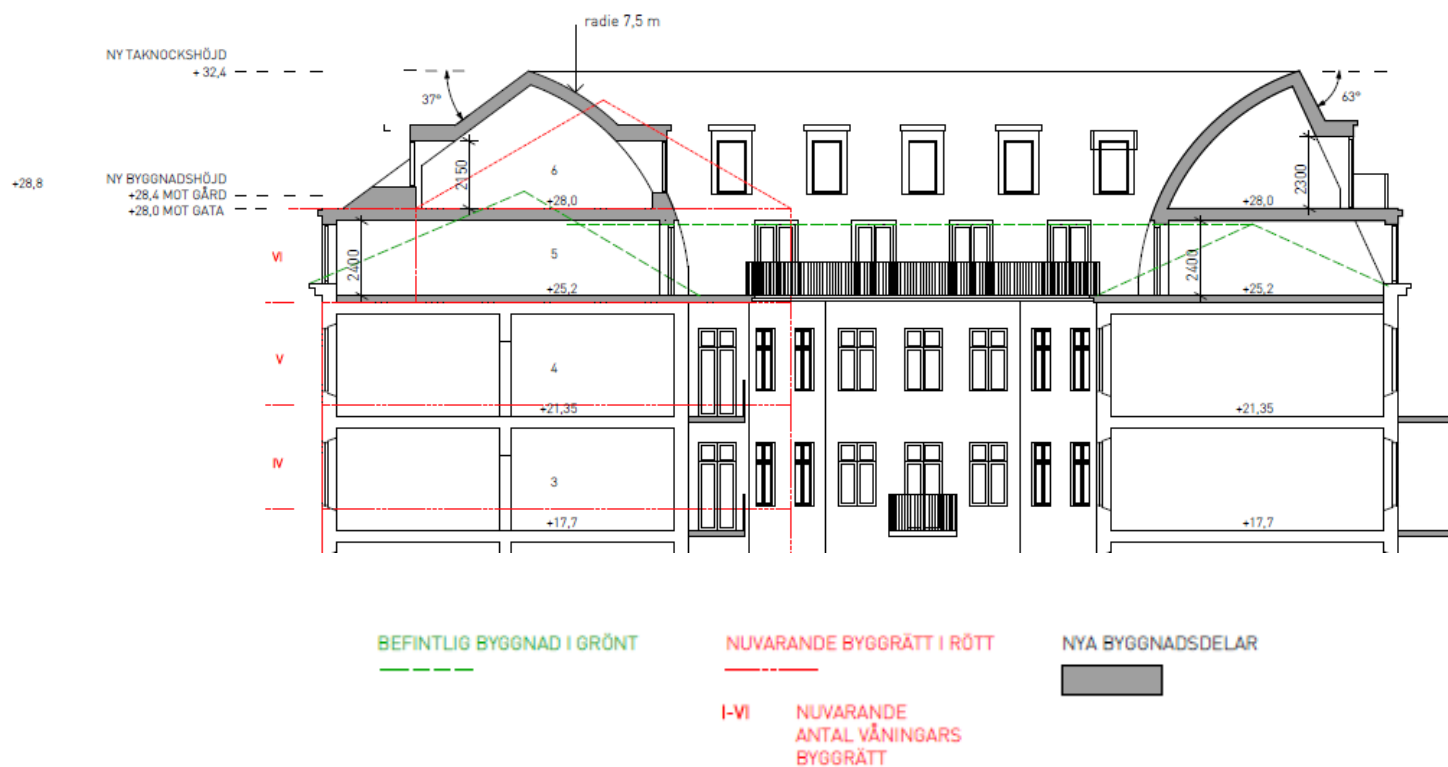 radie 7,5 m
NY TAKNOCKSHÖJD
+ 32,4
37°
63°
2150
6
2300
+28,8
NY BYGGNADSHÖJD
+28,4 MOT GÅRD
+28,0 MOT GATA
+28,0
+28,0
VI
2400
5
2400
+25,2
+25,2
V
4
+21,35
+21,35
IV
3
+17,7
+17,7
BEFINTLIG BYGGNAD I GRÖNT
NUVARANDE BYGGRÄTT I RÖTT
NYA BYGGNADSDELAR
I-VI
NUVARANDE
ANTAL VÅNINGARS
BYGGRÄTT